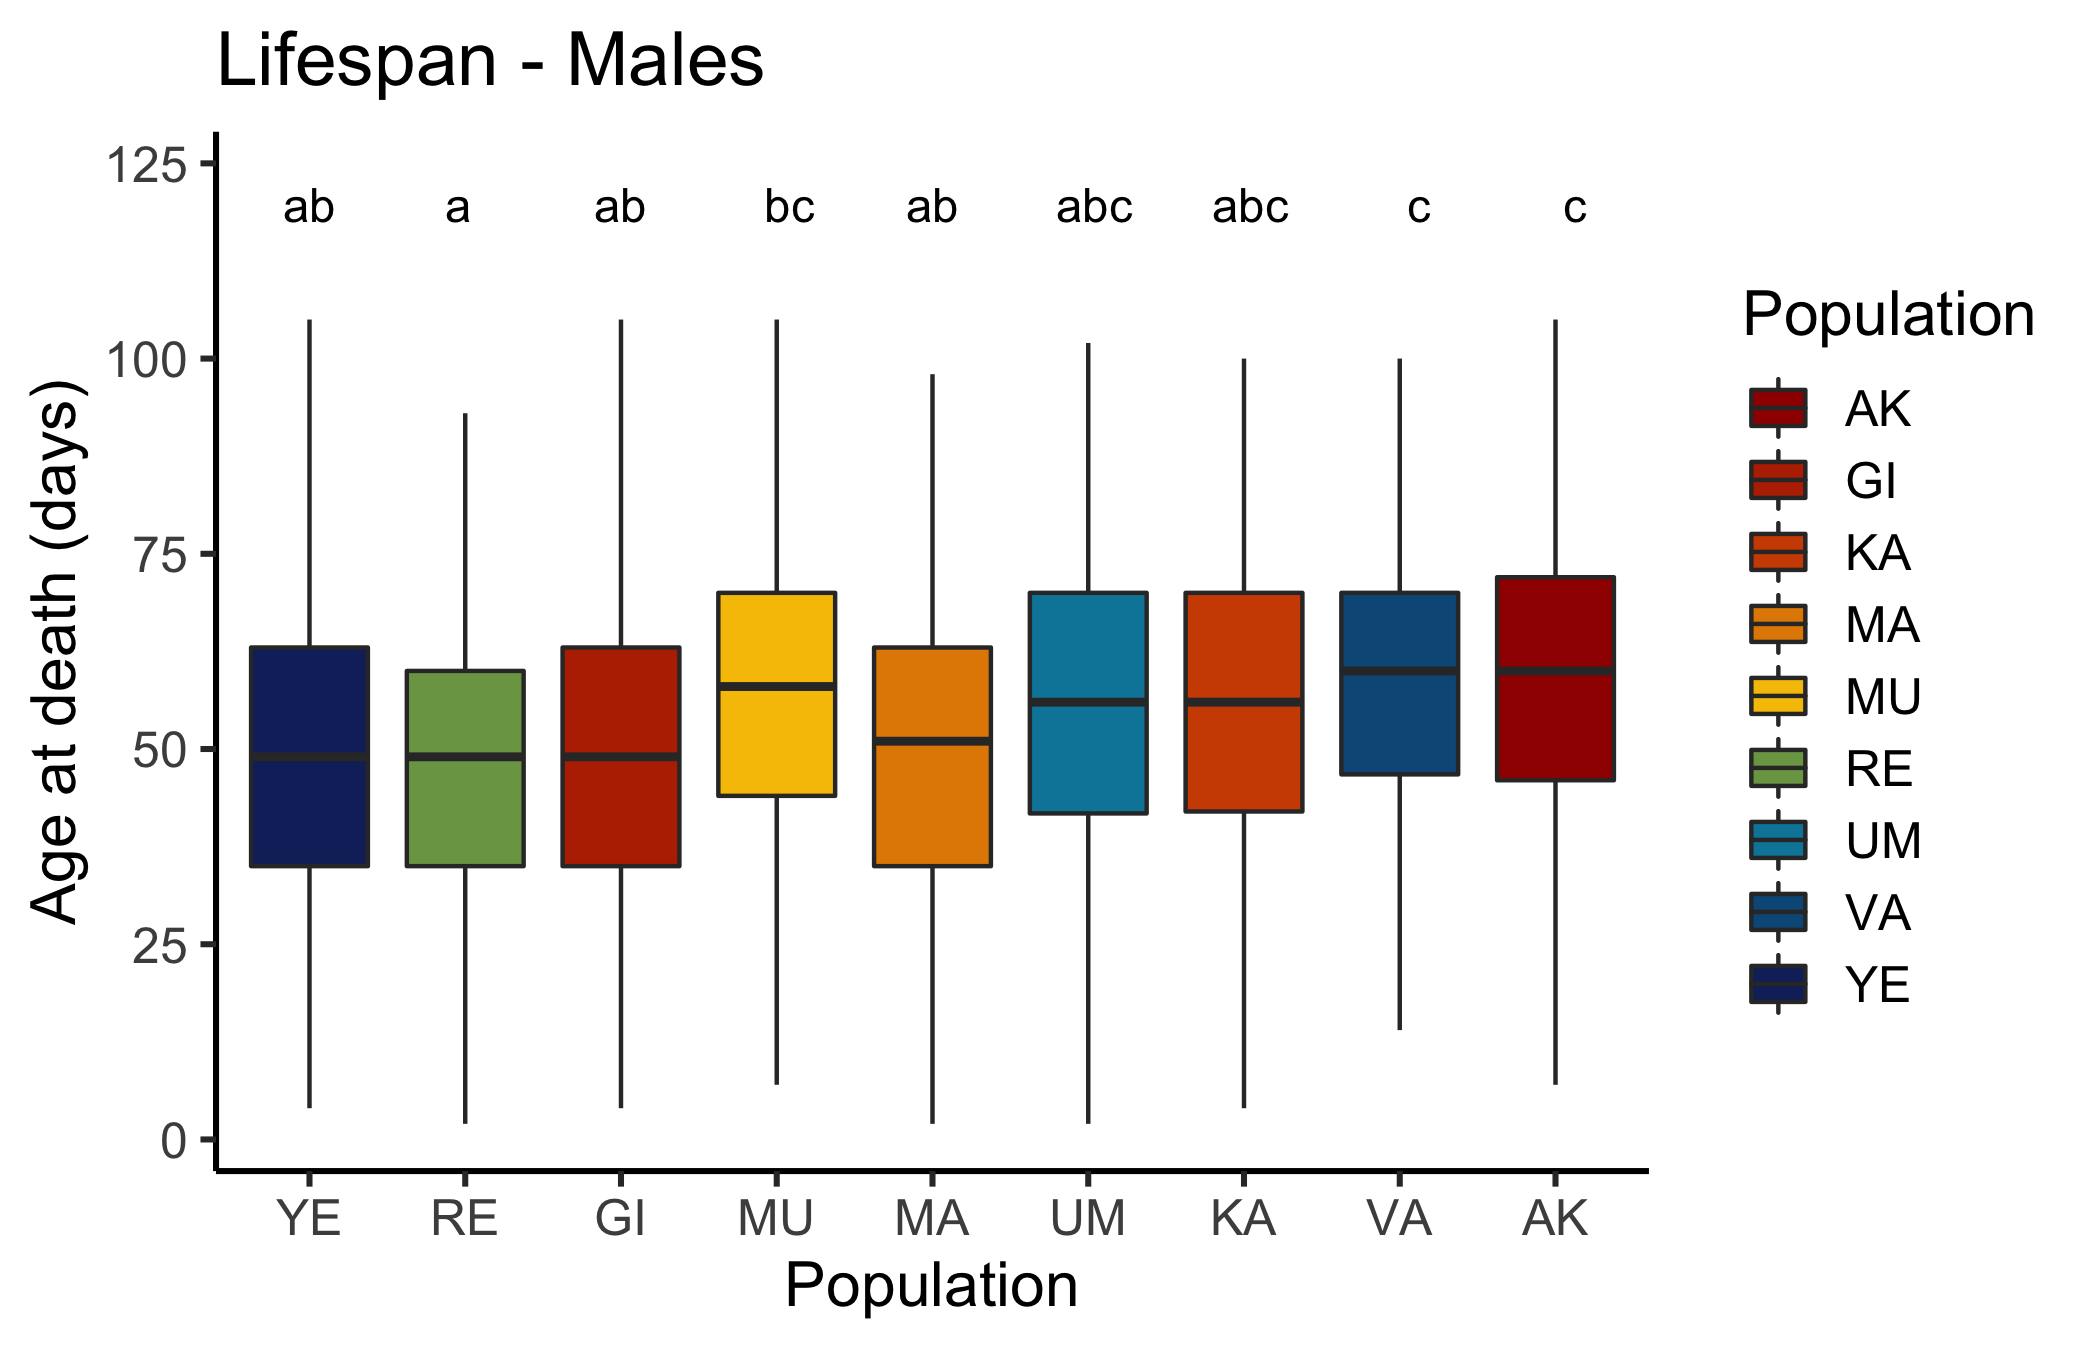 Lifespan - Males
125
ab a ab bc ab abc abc c c
100
75
50
25
0
Age at death (days)
YE RE GI MU MA UM KA VA AK
Population
Population
AK
GI
KA
MA
MU
RE
UM
VA
YE